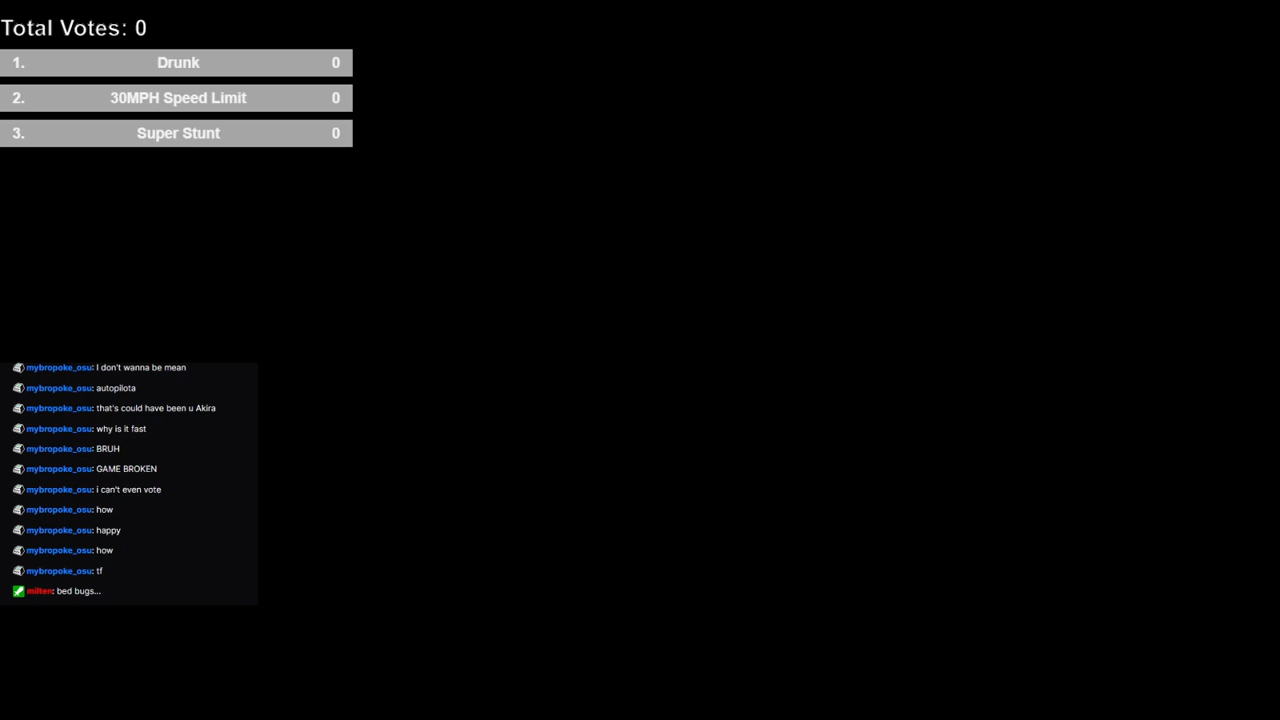 Total Votes: 0
1. Drunk 0
2. 30MPH Speed Limit 0
3. Super Stunt 0
mybropoke_osu: I don't wanna be mean
mybropoke_osu: autopilota
mybropoke_osu: that's could have been u Akira
mybropoke_osu: why is it fast
mybropoke_osu: BRUH
mybropoke_osu: GAME BROKEN
mybropoke_osu: i can't even vote
mybropoke_osu: how
mybropoke_osu: happy
mybropoke_osu: how
mybropoke_osu: tf
milten: bed bugs...